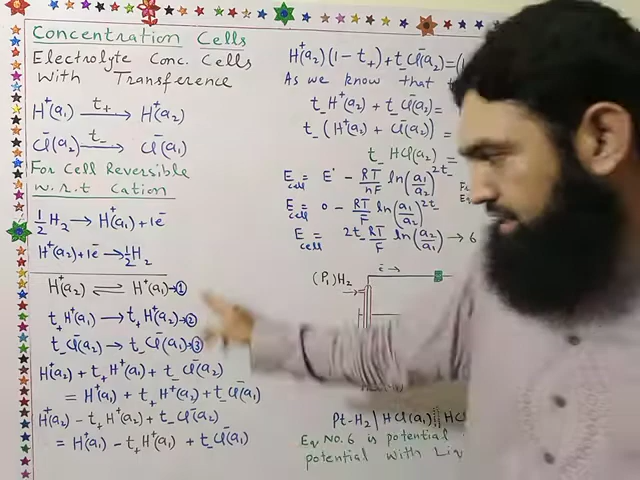 Concentration Cells
Electrolyte Conc. Cells
With Transference
H⁺(a₁) —t₊→ H⁺(a₂)
Cl⁻(a₂) —t₋→ Cl⁻(a₁)
For Cell Reversible
w.r.t Cation
½H₂ → H⁺(a₁) + 1e⁻
H⁺(a₂) + 1e⁻ → ½H₂
H⁺(a₂) ⇌ H⁺(a₁) → ①
t₊H⁺(a₁) → t₊H⁺(a₂) → ②
t₋Cl⁻(a₂) → t₋Cl⁻(a₁) → ③
H⁺(a₂) + t₊H⁺(a₁) + t₋Cl⁻(a₂)
= H⁺(a₁) + t₊H⁺(a₂) + t₋Cl⁻(a₁)
H⁺(a₂) - t₊H⁺(a₂) + t₋Cl⁻(a₂)
= H⁺(a₁) - t₊H⁺(a₁) + t₋Cl⁻(a₁)
H⁺(a₂)(1 - t₊) + t₋Cl⁻(a₂) = (1
As we know that
t₋H⁺(a₂) + t₋Cl⁻(a₂) =
t₋(H⁺(a₂) + Cl⁻(a₂)) =
t₋HCl(a₂) =
E cell = E° - RT/nF ln(a₁/a₂)^2t₋
E cell = 0 - RT/F ln(a₁/a₂)^2t₋
E cell = 2t₋ RT/F ln(a₂/a₁) → 6
e⁻ →
(P₁)H₂
Pt-H₂ | HCl(a₁) ⁞⁞ HCl
Eq No. 6 is potential
potential with Liq